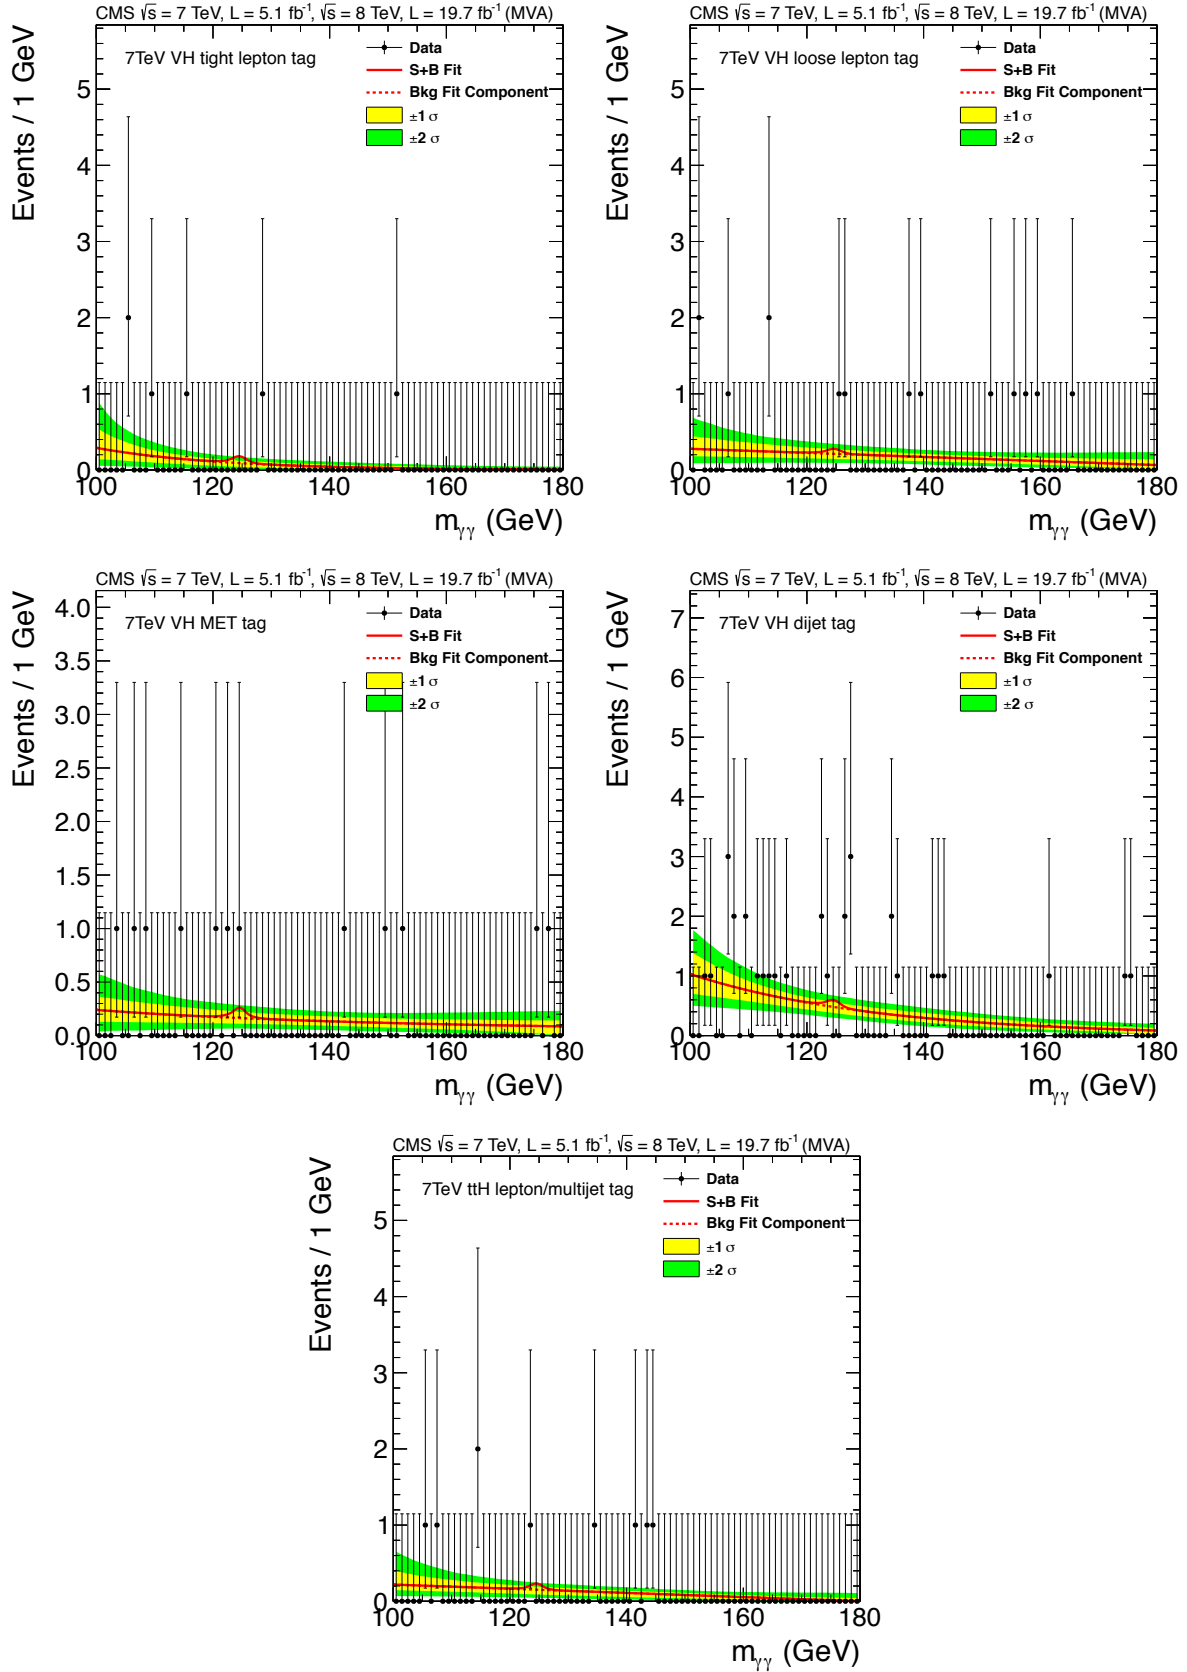 CMS √s = 7 TeV, L = 5.1 fb⁻¹, √s = 8 TeV, L = 19.7 fb⁻¹ (MVA)
7TeV VH tight lepton tag
Data
S+B Fit
Bkg Fit Component
±1 σ
±2 σ
Events / 1 GeV
5
4
3
2
1
0
100 120 140 160 180
mγγ (GeV)
CMS √s = 7 TeV, L = 5.1 fb⁻¹, √s = 8 TeV, L = 19.7 fb⁻¹ (MVA)
7TeV VH loose lepton tag
Data
S+B Fit
Bkg Fit Component
±1 σ
±2 σ
Events / 1 GeV
5
4
3
2
1
0
100 120 140 160 180
mγγ (GeV)
CMS √s = 7 TeV, L = 5.1 fb⁻¹, √s = 8 TeV, L = 19.7 fb⁻¹ (MVA)
7TeV VH MET tag
Data
S+B Fit
Bkg Fit Component
±1 σ
±2 σ
Events / 1 GeV
4.0
3.5
3.0
2.5
2.0
1.5
1.0
0.5
0.0
100 120 140 160 180
mγγ (GeV)
CMS √s = 7 TeV, L = 5.1 fb⁻¹, √s = 8 TeV, L = 19.7 fb⁻¹ (MVA)
7TeV VH dijet tag
Data
S+B Fit
Bkg Fit Component
±1 σ
±2 σ
Events / 1 GeV
7
6
5
4
3
2
1
0
100 120 140 160 180
mγγ (GeV)
CMS √s = 7 TeV, L = 5.1 fb⁻¹, √s = 8 TeV, L = 19.7 fb⁻¹ (MVA)
7TeV ttH lepton/multijet tag
Data
S+B Fit
Bkg Fit Component
±1 σ
±2 σ
Events / 1 GeV
5
4
3
2
1
0
100 120 140 160 180
mγγ (GeV)